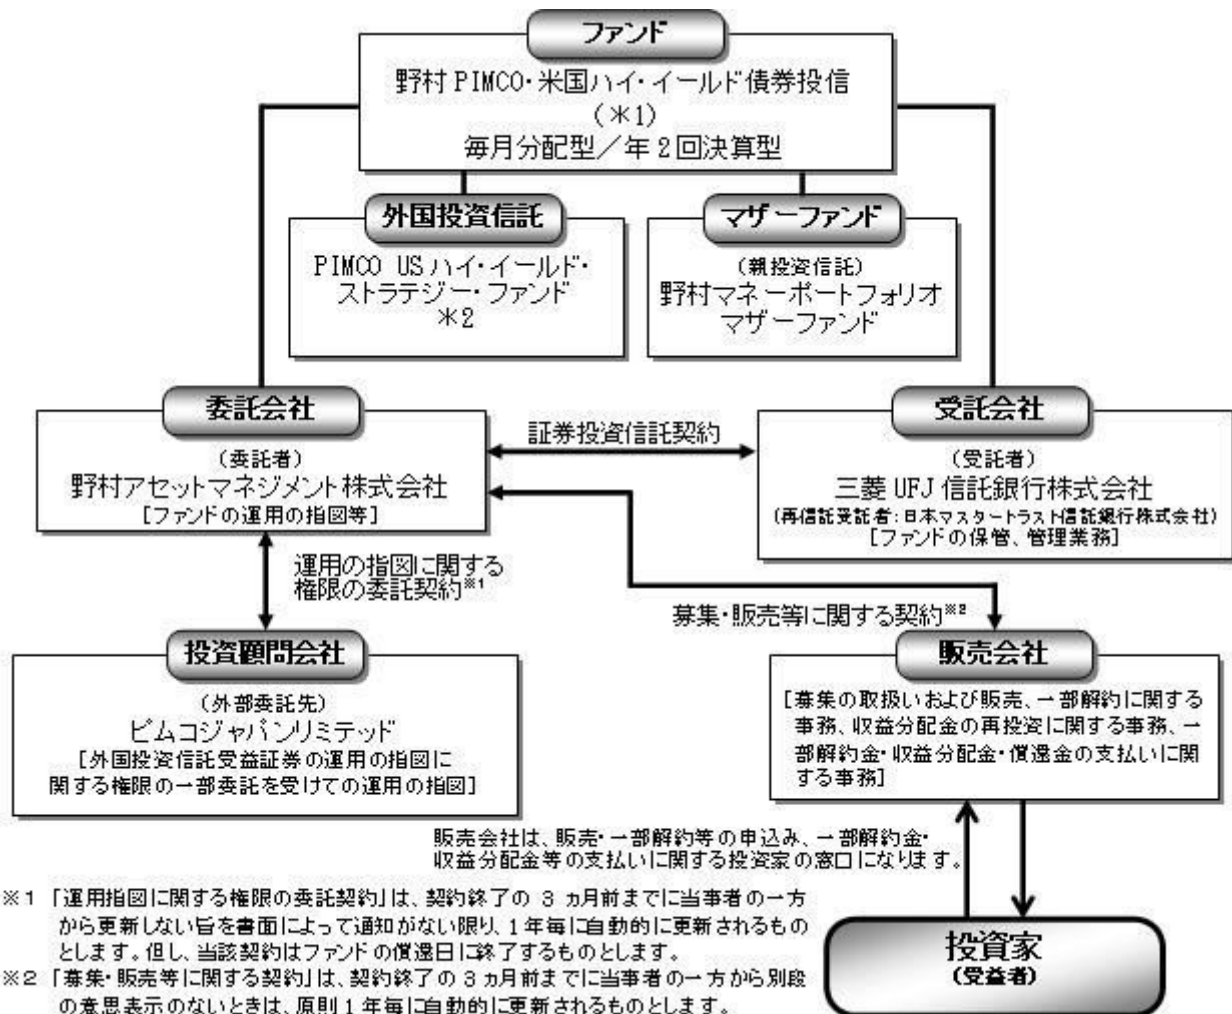 ファンド
野村PIMCO・米国ハイ・イールド債券投信
(＊1)
毎月分配型／年2回決算型
外国投資信託
PIMCO USハイ・イールド・
ストラテジー・ファンド
＊2
マザーファンド
(親投資信託)
野村マネーポートフォリオ
マザーファンド
委託会社
(委託者)
野村アセットマネジメント株式会社
[ファンドの運用の指図等]
証券投資信託契約
受託会社
(受託者)
三菱UFJ信託銀行株式会社
(再信託受託者：日本マスタートラスト信託銀行株式会社)
[ファンドの保管、管理業務]
運用の指図に関する
権限の委託契約※1
募集・販売等に関する契約※2
投資顧問会社
(外部委託先)
ピムコジャパンリミテッド
[外国投資信託受益証券の運用の指図に
関する権限の一部委託を受けての運用の指図]
販売会社
[募集の取扱いおよび販売、一部解約に関する
事務、収益分配金の再投資に関する事務、一
部解約金・収益分配金・償還金の支払いに関
する事務]
販売会社は、販売・一部解約等の申込み、一部解約金・
収益分配金等の支払いに関する投資家の窓口になります。
※1 「運用指図に関する権限の委託契約」は、契約終了の3ヵ月前までに当事者の一方
から更新しない旨を書面によって通知がない限り、1年毎に自動的に更新されるもの
とします。但し、当該契約はファンドの償還日に終了するものとします。
※2 「募集・販売等に関する契約」は、契約終了の3ヵ月前までに当事者の一方から別段
の意思表示のないときは、原則1年毎に自動的に更新されるものとします。
投資家
(受益者)